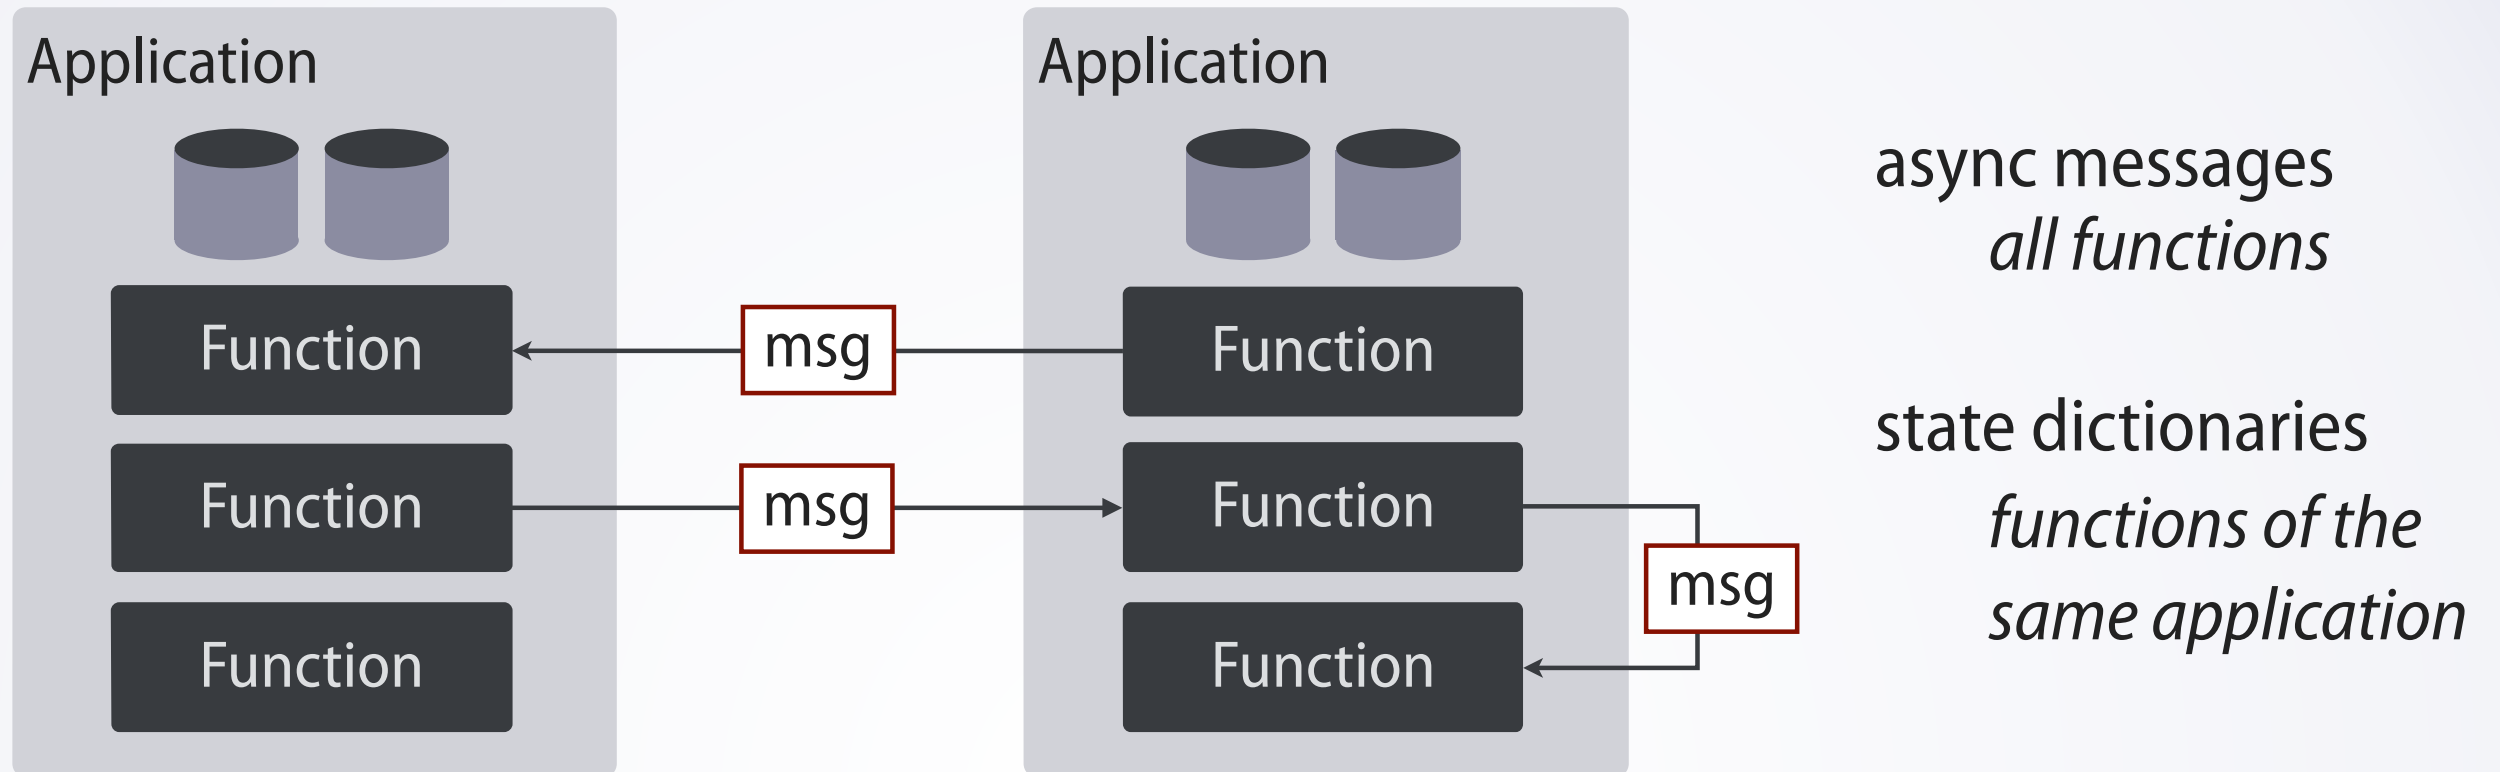 Application
Function
Function
Function
msg
msg
Application
Function
Function
Function
msg
async messages
all functions
state dictionaries
functions of the
same application